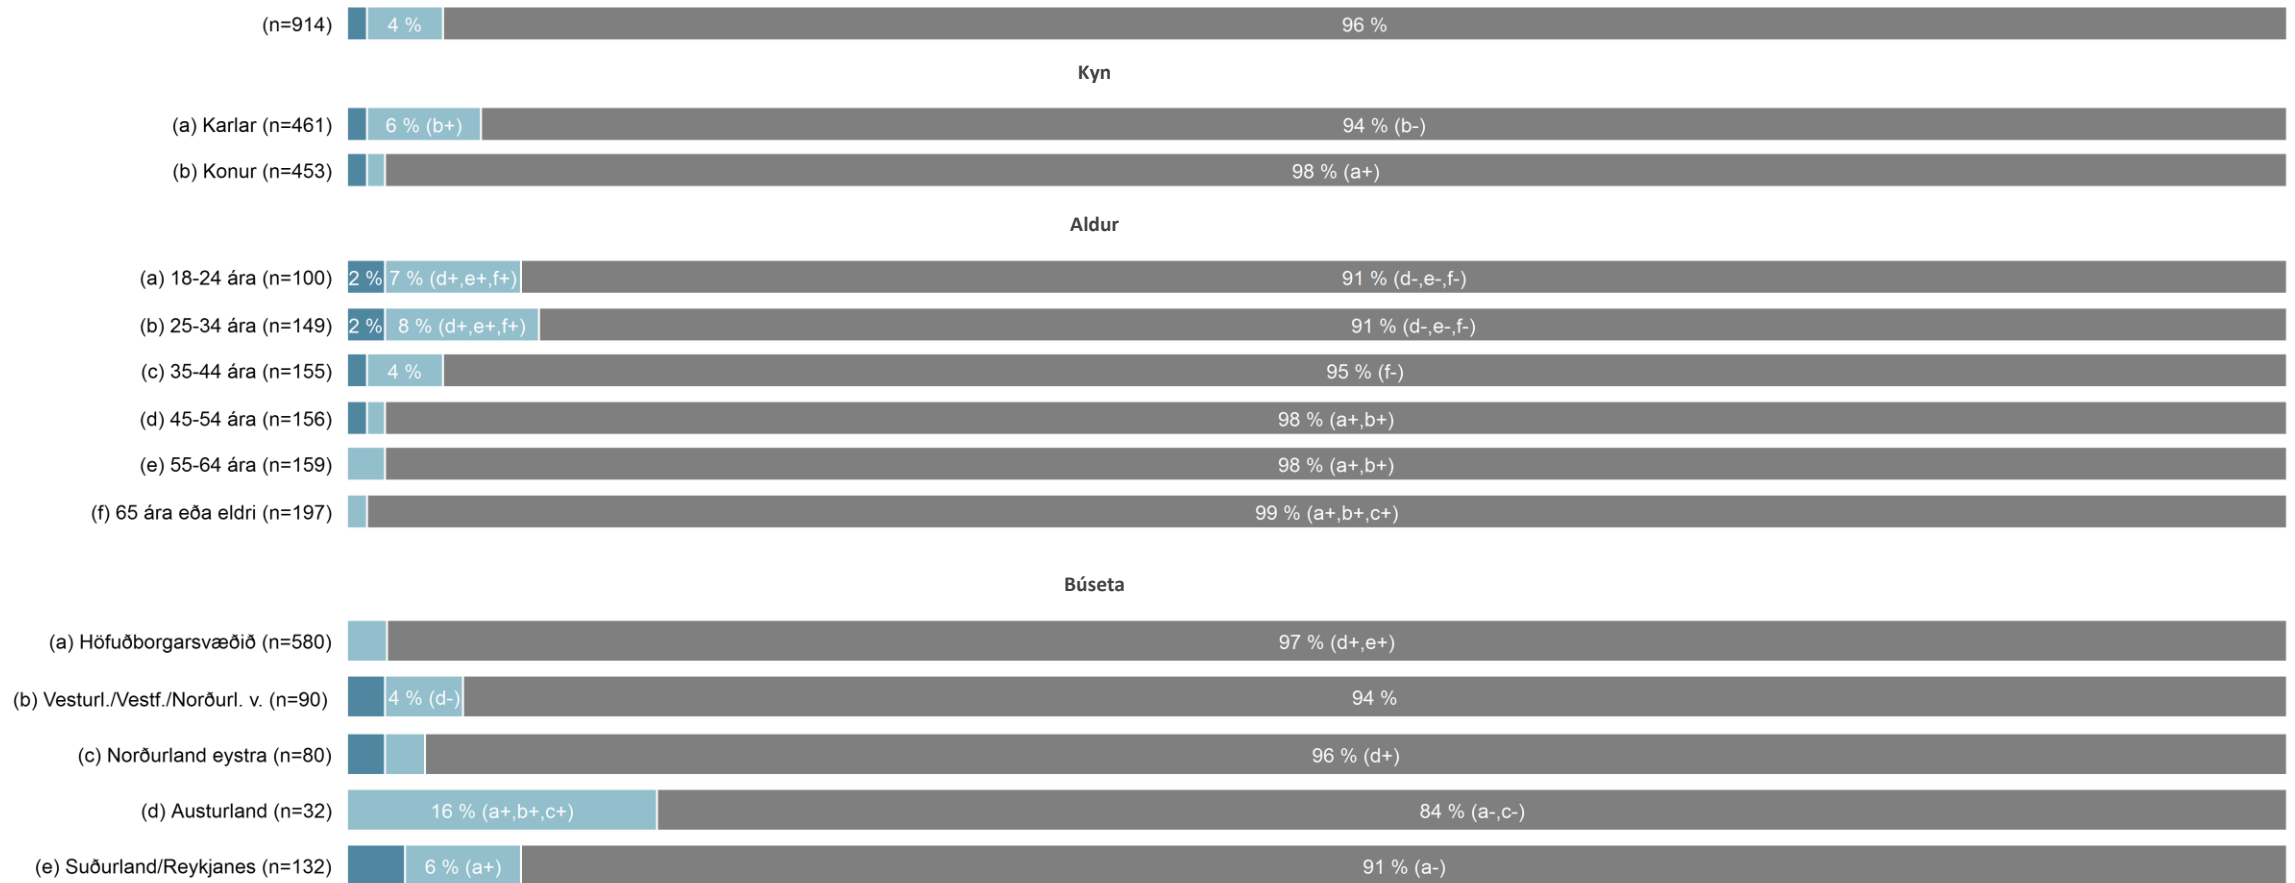 (n=914) 4 % 96 %
Kyn
(a) Karlar (n=461) 6 % (b+) 94 % (b-)
(b) Konur (n=453) 98 % (a+)
Aldur
(a) 18-24 ára (n=100) 2 % 7 % (d+,e+,f+) 91 % (d-,e-,f-)
(b) 25-34 ára (n=149) 2 % 8 % (d+,e+,f+) 91 % (d-,e-,f-)
(c) 35-44 ára (n=155) 4 % 95 % (f-)
(d) 45-54 ára (n=156) 98 % (a+,b+)
(e) 55-64 ára (n=159) 98 % (a+,b+)
(f) 65 ára eða eldri (n=197) 99 % (a+,b+,c+)
Búseta
(a) Höfuðborgarsvæðið (n=580) 97 % (d+,e+)
(b) Vesturl./Vestf./Norðurl. v. (n=90) 4 % (d-) 94 %
(c) Norðurland eystra (n=80) 96 % (d+)
(d) Austurland (n=32) 16 % (a+,b+,c+) 84 % (a-,c-)
(e) Suðurland/Reykjanes (n=132) 6 % (a+) 91 % (a-)